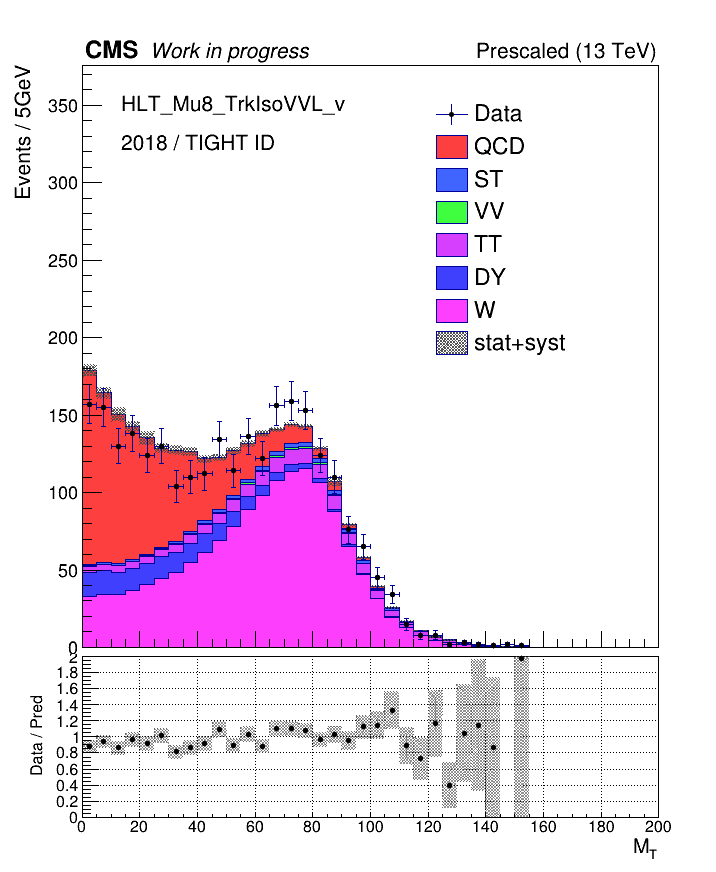 CMS Work in progress Prescaled (13 TeV)
Events / 5GeV
350
300
250
200
150
100
50
0
HLT_Mu8_TrkIsoVVL_v
2018 / TIGHT ID
Data
QCD
ST
VV
TT
DY
W
stat+syst
Data / Pred
2
1.8
1.6
1.4
1.2
1
0.8
0.6
0.4
0.2
0
0 20 40 60 80 100 120 140 160 180 200
M_T